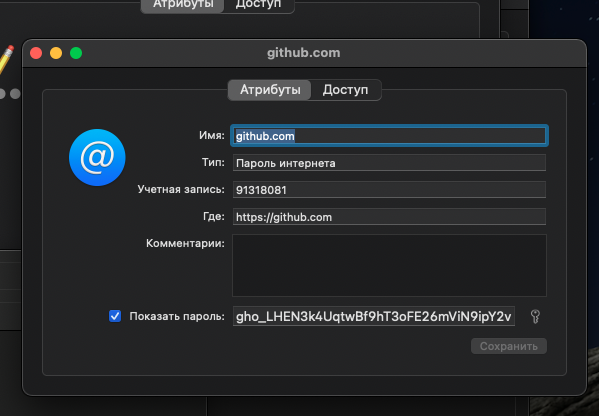 Атрибуты Доступ
github.com
Атрибуты Доступ
@
Имя: github.com
Тип: Пароль интернета
Учетная запись: 91318081
Где: https://github.com
Комментарии:
Показать пароль: gho_LHEN3k4UqtwBf9hT3oFE26mViN9ipY2v
Сохранить